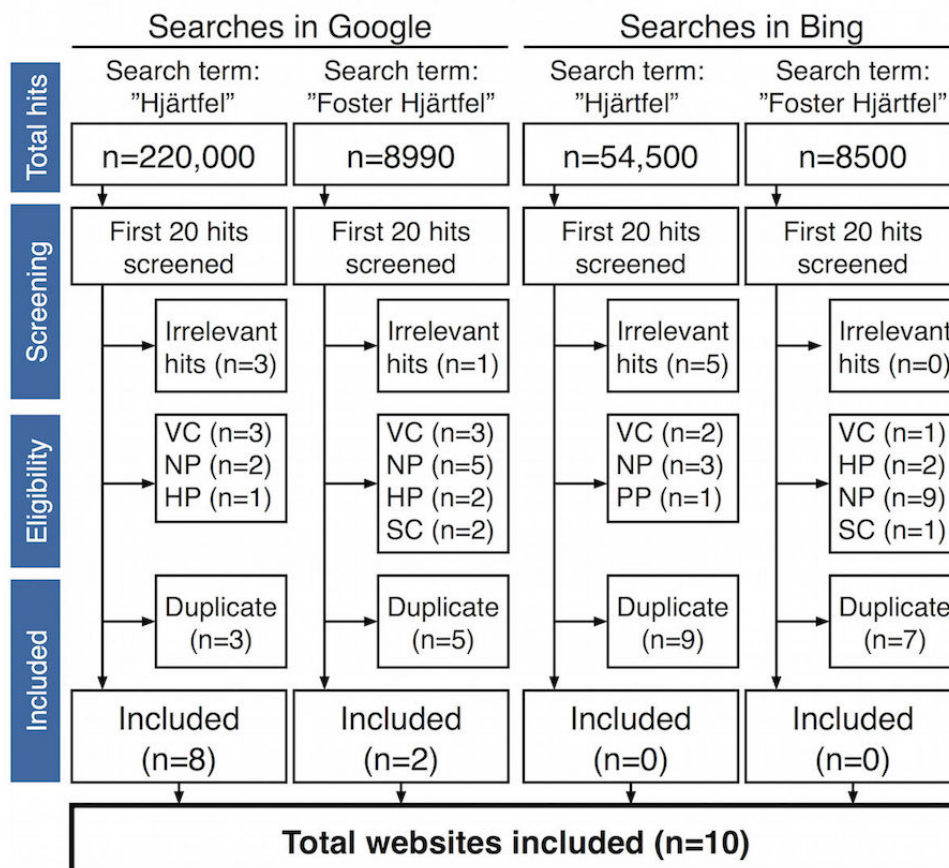 Searches in Google
Searches in Bing
Total hits
Search term:
"Hjärtfel"
Search term:
"Foster Hjärtfel"
Search term:
"Hjärtfel"
Search term:
"Foster Hjärtfel"
n=220,000
n=8990
n=54,500
n=8500
Screening
First 20 hits
screened
First 20 hits
screened
First 20 hits
screened
First 20 hits
screened
Irrelevant
hits (n=3)
Irrelevant
hits (n=1)
Irrelevant
hits (n=5)
Irrelevant
hits (n=0)
Eligibility
VC (n=3)
NP (n=2)
HP (n=1)
VC (n=3)
NP (n=5)
HP (n=2)
SC (n=2)
VC (n=2)
NP (n=3)
PP (n=1)
VC (n=1)
HP (n=2)
NP (n=9)
SC (n=1)
Included
Duplicate
(n=3)
Duplicate
(n=5)
Duplicate
(n=9)
Duplicate
(n=7)
Included
(n=8)
Included
(n=2)
Included
(n=0)
Included
(n=0)
Total websites included (n=10)